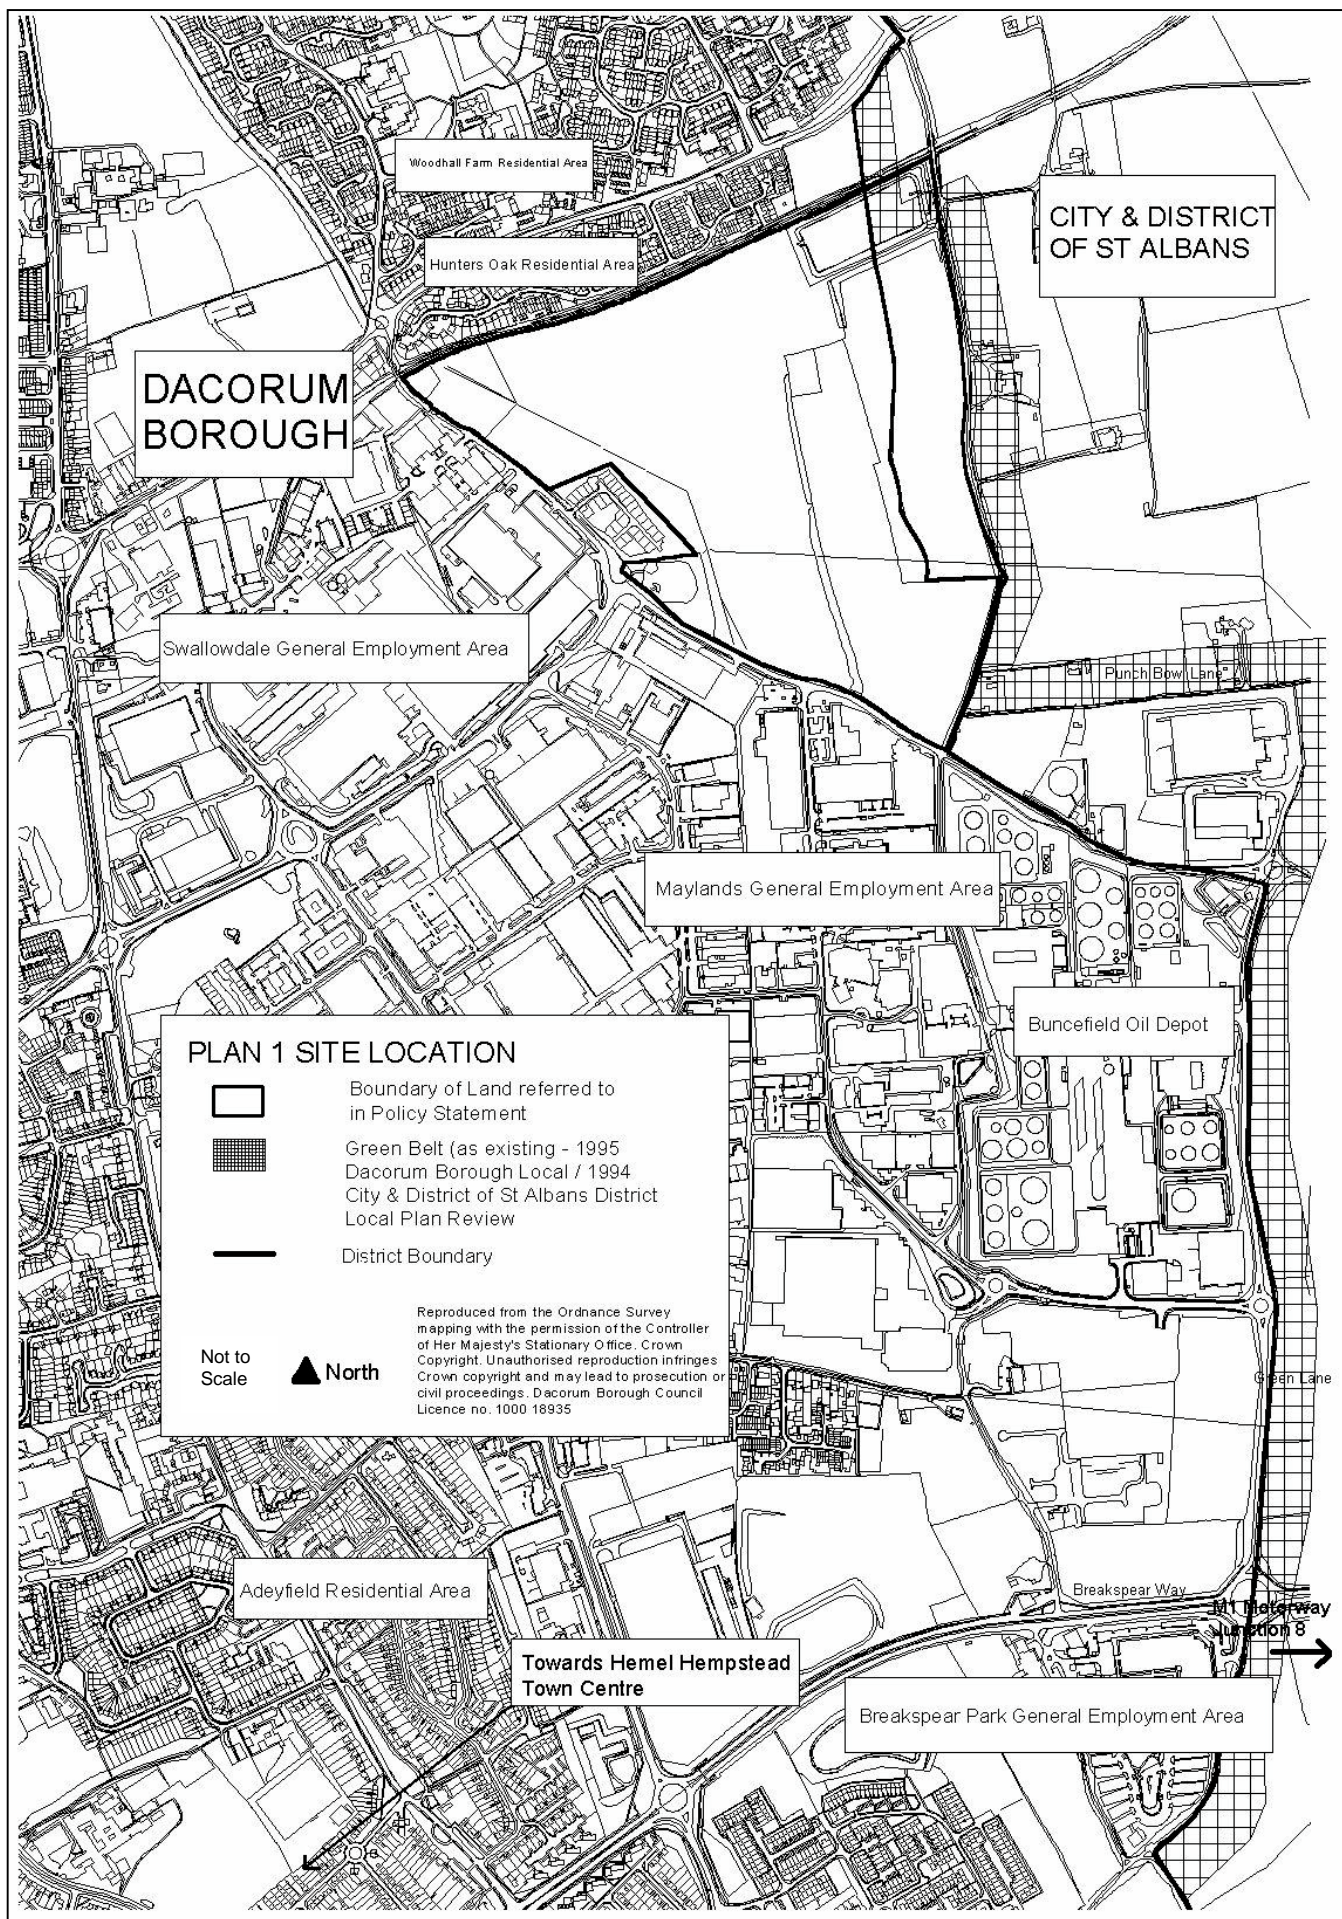 Woodhall Farm Residential Area
CITY & DISTRICT
OF ST ALBANS
Hunters Oak Residential Area
DACORUM
BOROUGH
Swallowdale General Employment Area
Punch Bowl Lane
Maylands General Employment Area
Buncefield Oil Depot
PLAN 1 SITE LOCATION
Boundary of Land referred to
in Policy Statement
Green Belt (as existing - 1995
Dacorum Borough Local / 1994
City & District of St Albans District
Local Plan Review
District Boundary
Reproduced from the Ordnance Survey
mapping with the permission of the Controller
of Her Majesty's Stationary Office. Crown
Copyright. Unauthorised reproduction infringes
Crown copyright and may lead to prosecution or
civil proceedings. Dacorum Borough Council
Licence no. 1000 18935
Not to
Scale
North
Green Lane
Adeyfield Residential Area
Breakspear Way
M1 Motorway
Junction 8
Towards Hemel Hempstead
Town Centre
Breakspear Park General Employment Area